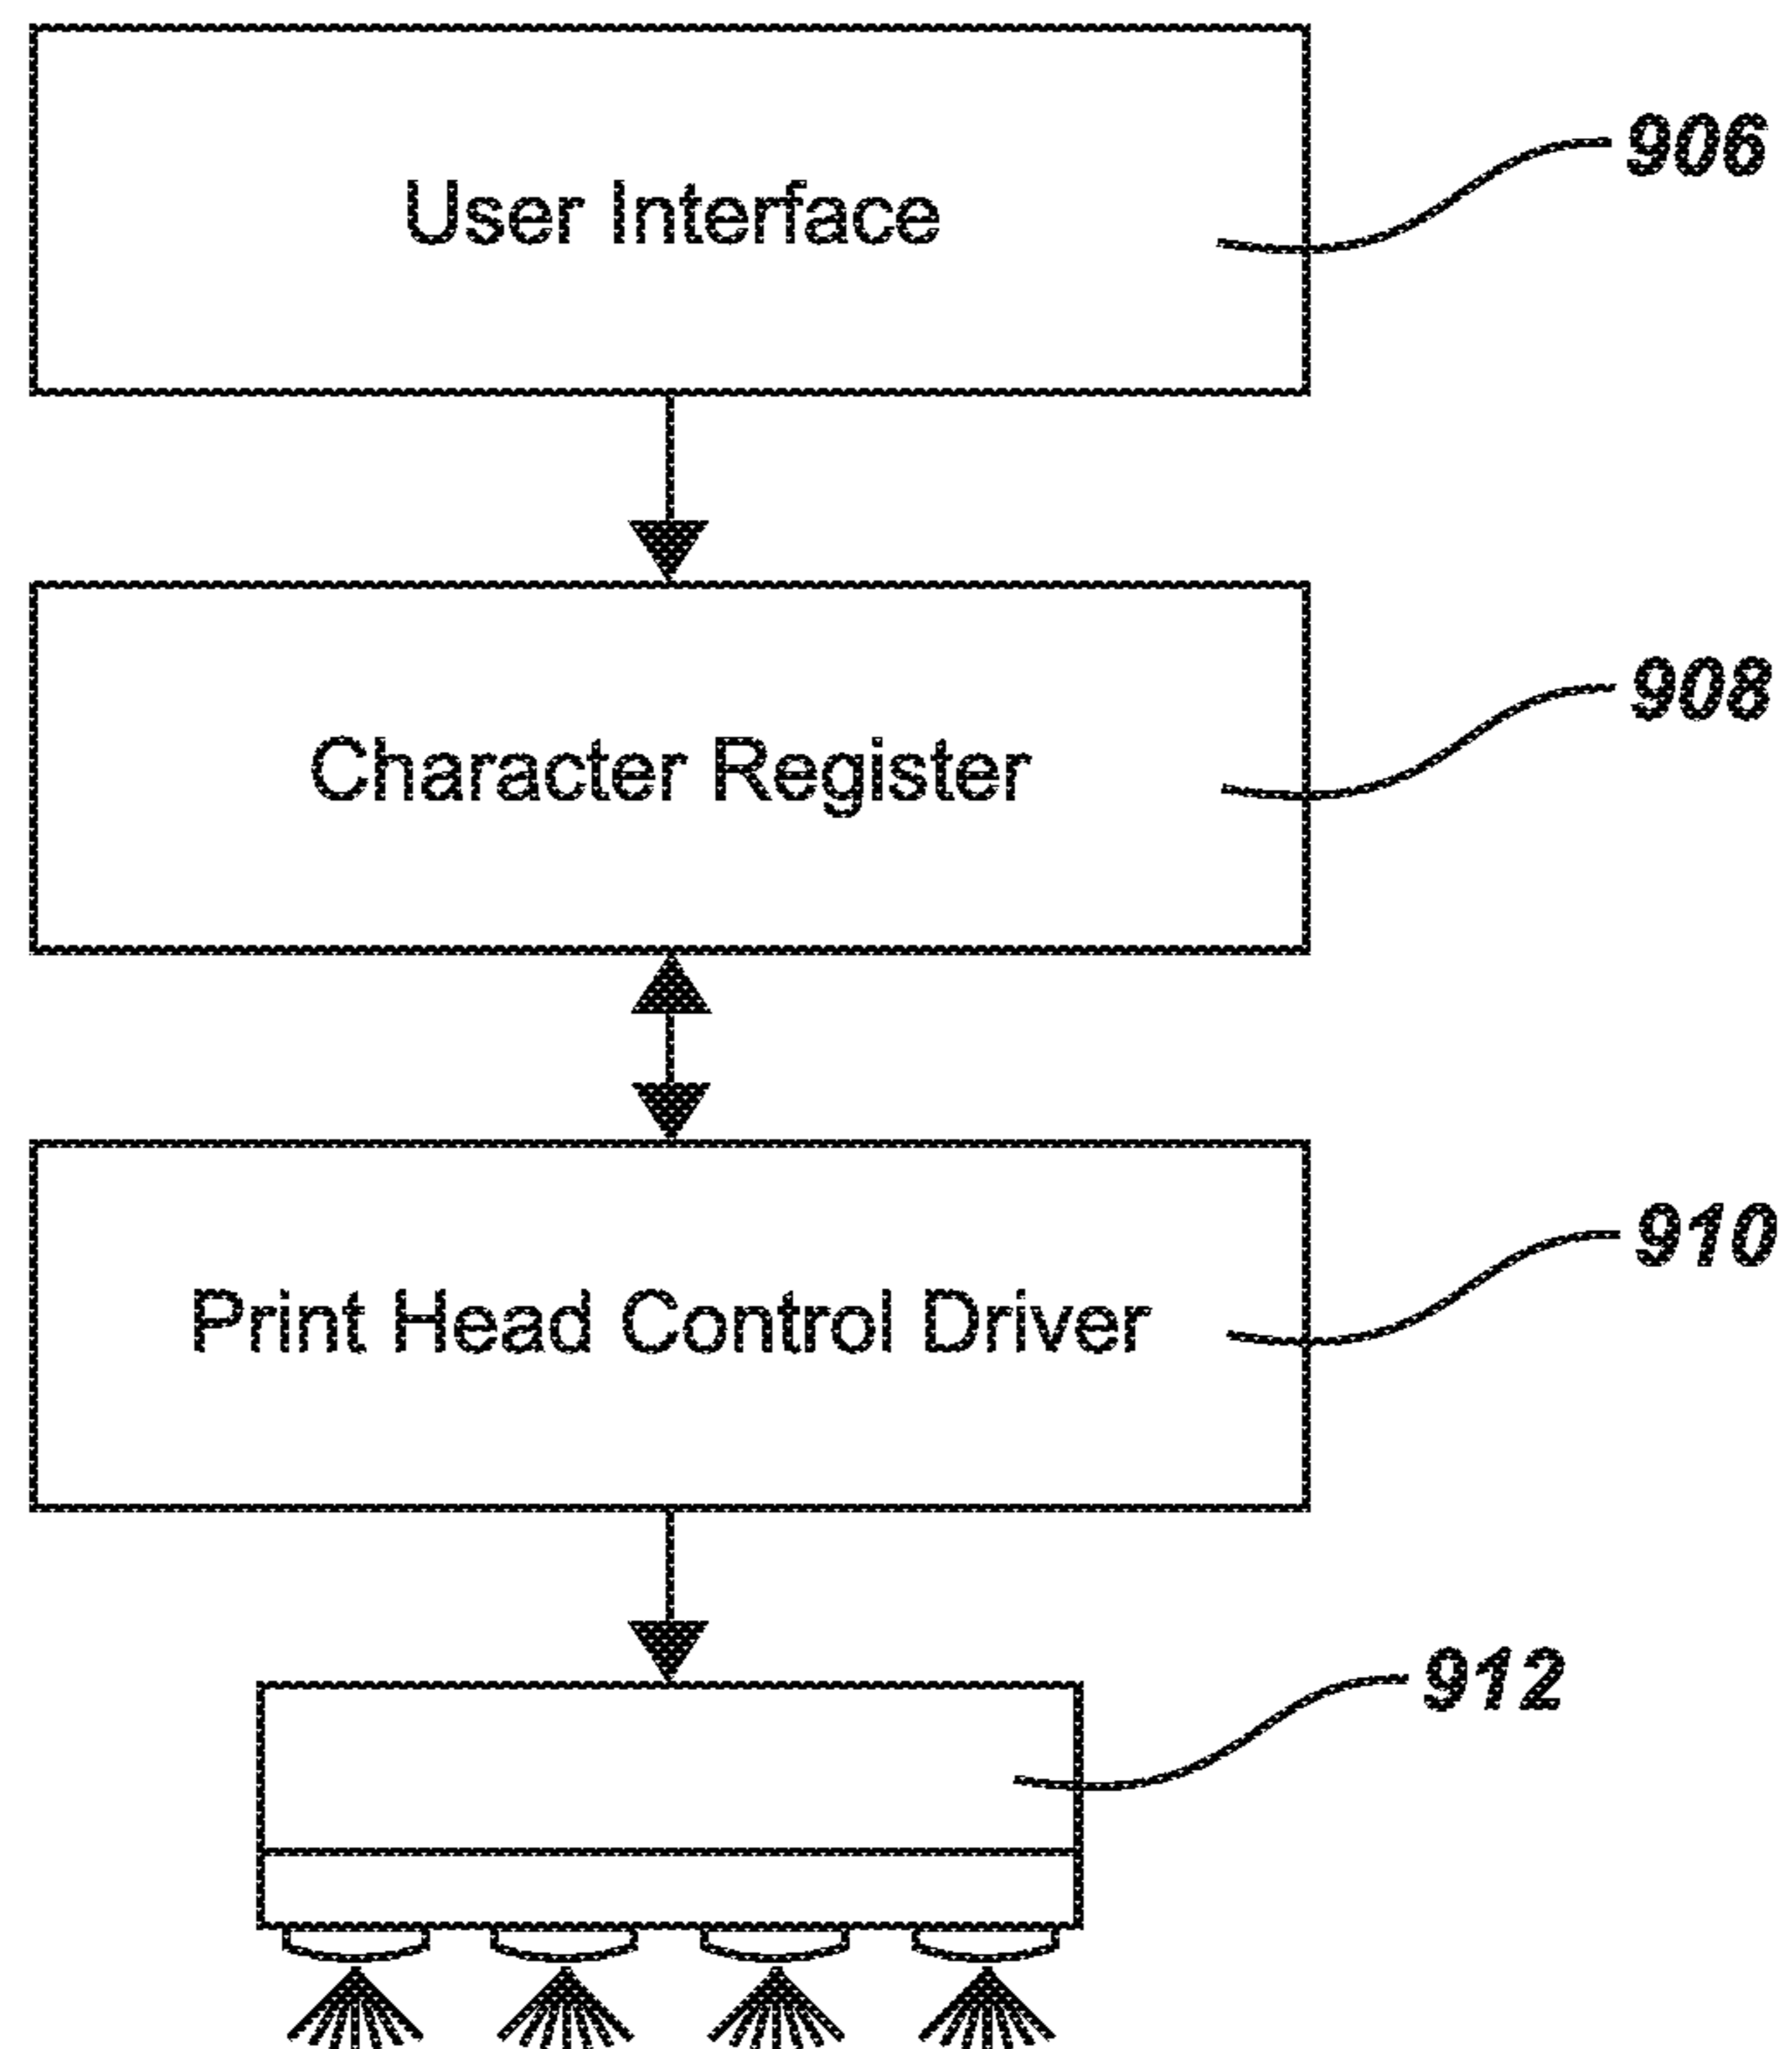 User Interface
906
Character Register
908
Print Head Control Driver
910
912